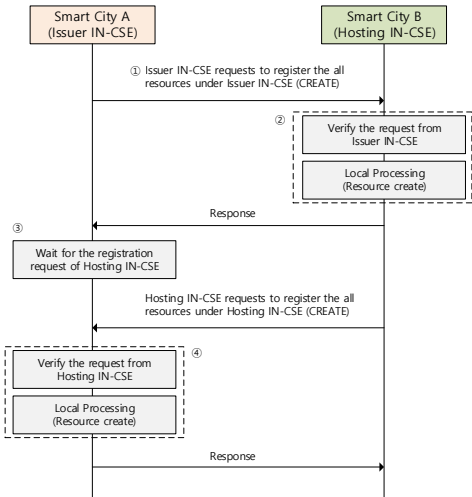 Smart City A
(Issuer IN-CSE)
Smart City B
(Hosting IN-CSE)
① Issuer IN-CSE requests to register the all
resources under Issuer IN-CSE (CREATE)
②
Verify the request from
Issuer IN-CSE
Local Processing
(Resource create)
Response
③
Wait for the registration
request of Hosting IN-CSE
Hosting IN-CSE requests to register the all
resources under Hosting IN-CSE (CREATE)
④
Verify the request from
Hosting IN-CSE
Local Processing
(Resource create)
Response